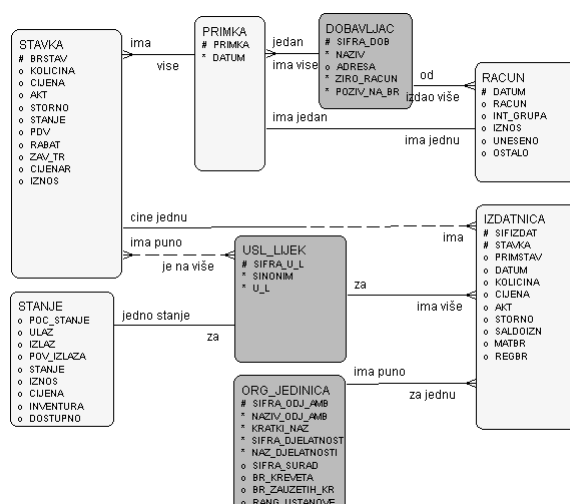 STAVKA
# BRSTAV
o KOLICINA
o CIJENA
o AKT
o STORNO
o STANJE
o PDV
o RABAT
o ZAV_TR
o CIJENAR
o IZNOS
ima
vise
PRIMKA
# PRIMKA
* DATUM
jedan
ima vise
DOBAVLJAC
# SIFRA_DOB
* NAZIV
o ADRESA
* ZIRO_RACUN
* POZIV_NA_BR
od
izdao više
RACUN
# DATUM
o RACUN
o INT_GRUPA
o IZNOS
o UNESENO
o OSTALO
ima jedan
ima jednu
cine jednu
ima
ima puno
je na više
USL_LIJEK
# SIFRA_U_L
* SINONIM
* U_L
za
ima više
IZDATNICA
# SIFIZDAT
# STAVKA
o PRIMSTAV
o DATUM
o KOLICINA
o CIJENA
o AKT
o STORNO
o SALDOIZN
o MATBR
o REGBR
STANJE
o POC_STANJE
o ULAZ
o IZLAZ
o POV_IZLAZA
o STANJE
o IZNOS
o CIJENA
o INVENTURA
o DOSTUPNO
jedno stanje
za
ORG_JEDINICA
# SIFRA_ODJ_AMB
* NAZIV_ODJ_AMB
* KRATKI_NAZ
* SIFRA_DJELATNOST
* NAZ_DJELATNOSTI
o SIFRA_SURAD
o BR_KREVETA
o BR_ZAUZETIH_KR
o RANG_USTANOVE
ima puno
za jednu